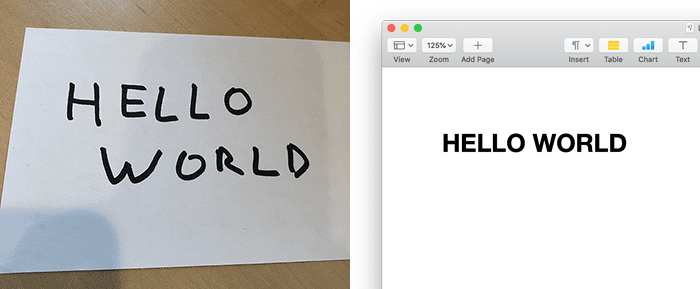 HELLO
WORLD
125%
View Zoom Add Page Insert Table Chart Text
HELLO WORLD